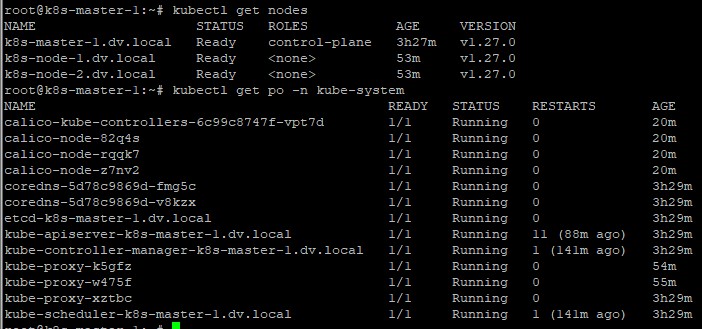 root@k8s-master-1:~# kubectl get nodes
NAME STATUS ROLES AGE VERSION
k8s-master-1.dv.local Ready control-plane 3h27m v1.27.0
k8s-node-1.dv.local Ready <none> 53m v1.27.0
k8s-node-2.dv.local Ready <none> 53m v1.27.0
root@k8s-master-1:~# kubectl get po -n kube-system
NAME READY STATUS RESTARTS AGE
calico-kube-controllers-6c99c8747f-vpt7d 1/1 Running 0 20m
calico-node-82q4s 1/1 Running 0 20m
calico-node-rqqk7 1/1 Running 0 20m
calico-node-z7nv2 1/1 Running 0 20m
coredns-5d78c9869d-fmg5c 1/1 Running 0 3h29m
coredns-5d78c9869d-v8kzx 1/1 Running 0 3h29m
etcd-k8s-master-1.dv.local 1/1 Running 0 3h29m
kube-apiserver-k8s-master-1.dv.local 1/1 Running 11 (88m ago) 3h29m
kube-controller-manager-k8s-master-1.dv.local 1/1 Running 1 (141m ago) 3h29m
kube-proxy-k5gfz 1/1 Running 0 54m
kube-proxy-w475f 1/1 Running 0 55m
kube-proxy-xztbc 1/1 Running 0 3h29m
kube-scheduler-k8s-master-1.dv.local 1/1 Running 1 (141m ago) 3h29m
root@k8s-master-1:~#